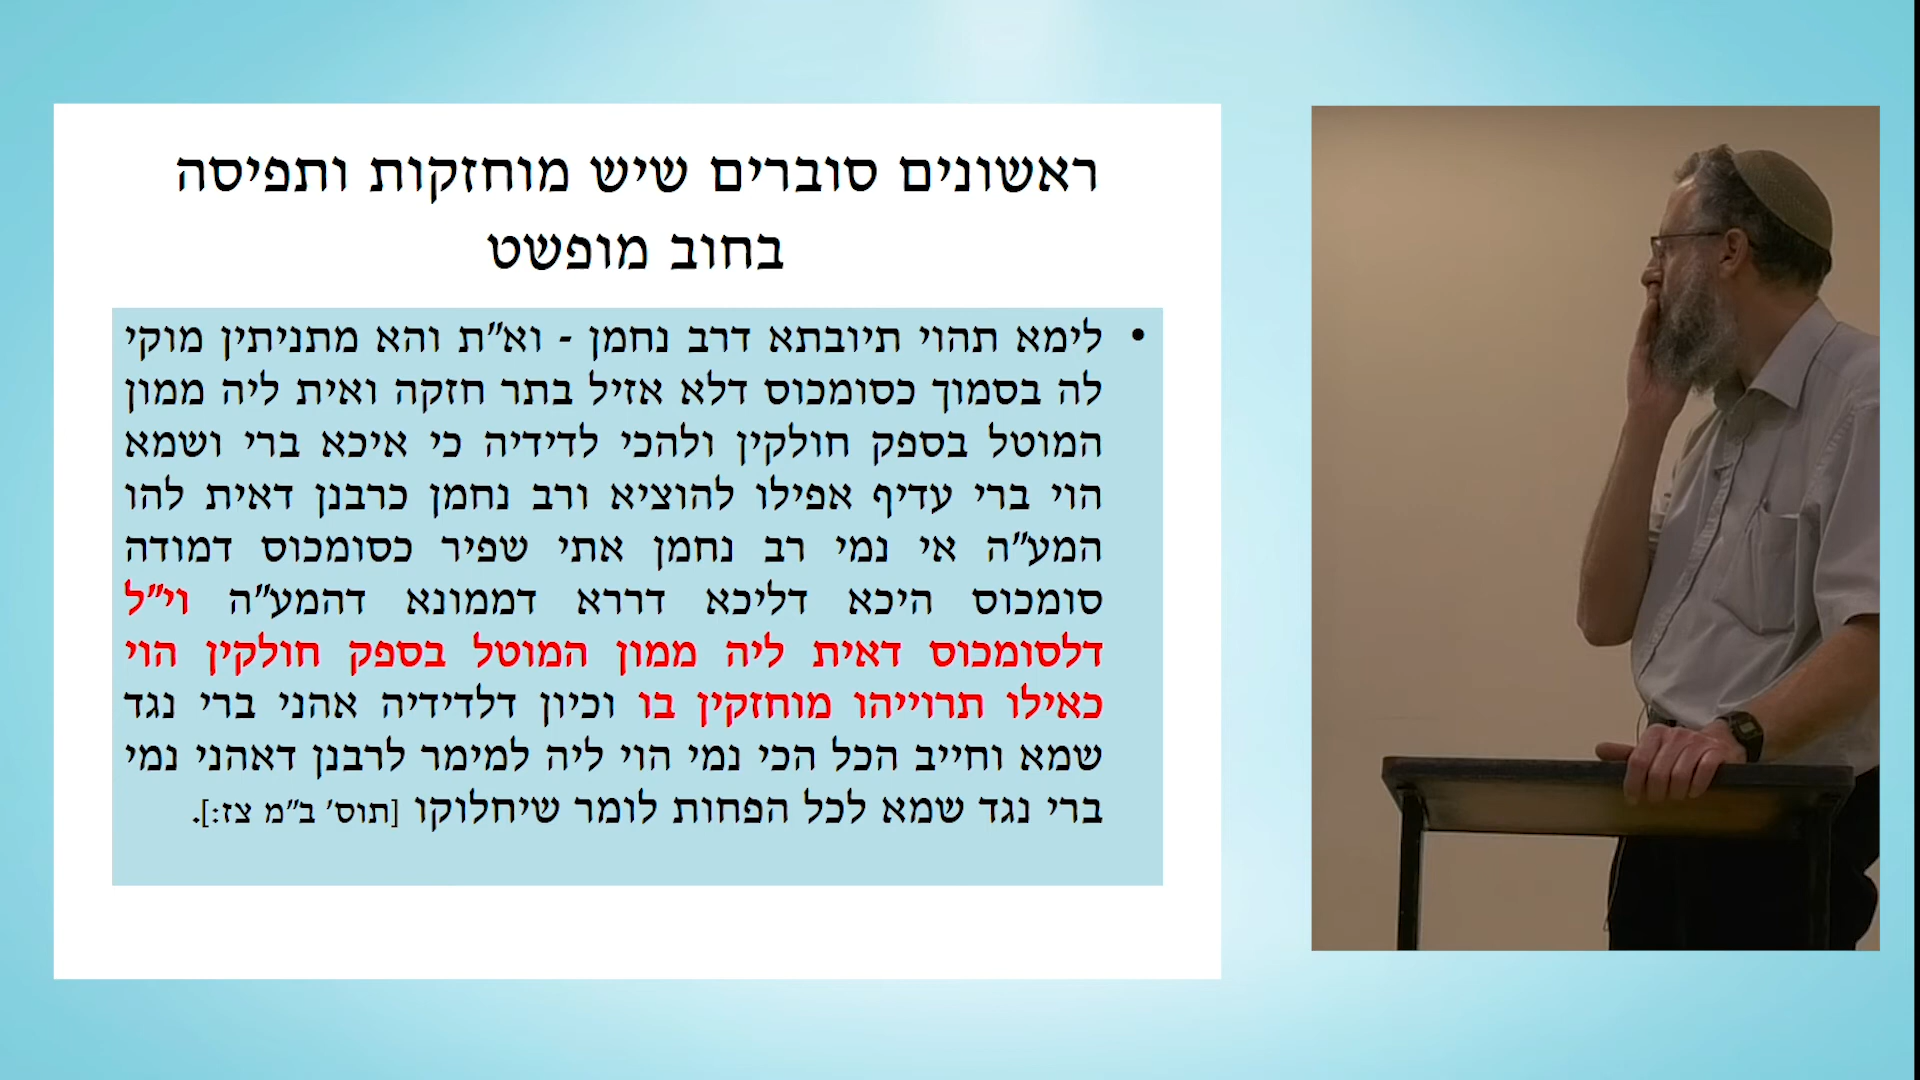 ראשונים סוברים שיש מוחזקות ותפיסה
בחוב מופשט
• לימא תהוי תיובתא דרב נחמן - וא"ת והא מתניתין מוקי
לה בסמוך כסומכוס דלא אזיל בתר חזקה ואית ליה ממון
המוטל בספק חולקין ולהכי לדידיה כי איכא ברי ושמא
הוי ברי עדיף אפילו להוציא ורב נחמן כרבנן דאית להו
המע"ה אי נמי רב נחמן אתי שפיר כסומכוס דמודה
סומכוס היכא דליכא דררא דממונא דהמע"ה וי"ל
דלסומכוס דאית ליה ממון המוטל בספק חולקין הוי
כאילו תרוייהו מוחזקין בו וכיון דלדידיה אהני ברי נגד
שמא וחייב הכל הכי נמי הוי ליה למימר לרבנן דאהני נמי
ברי נגד שמא לכל הפחות לומר שיחלוקו [תוס' ב"מ צז:].